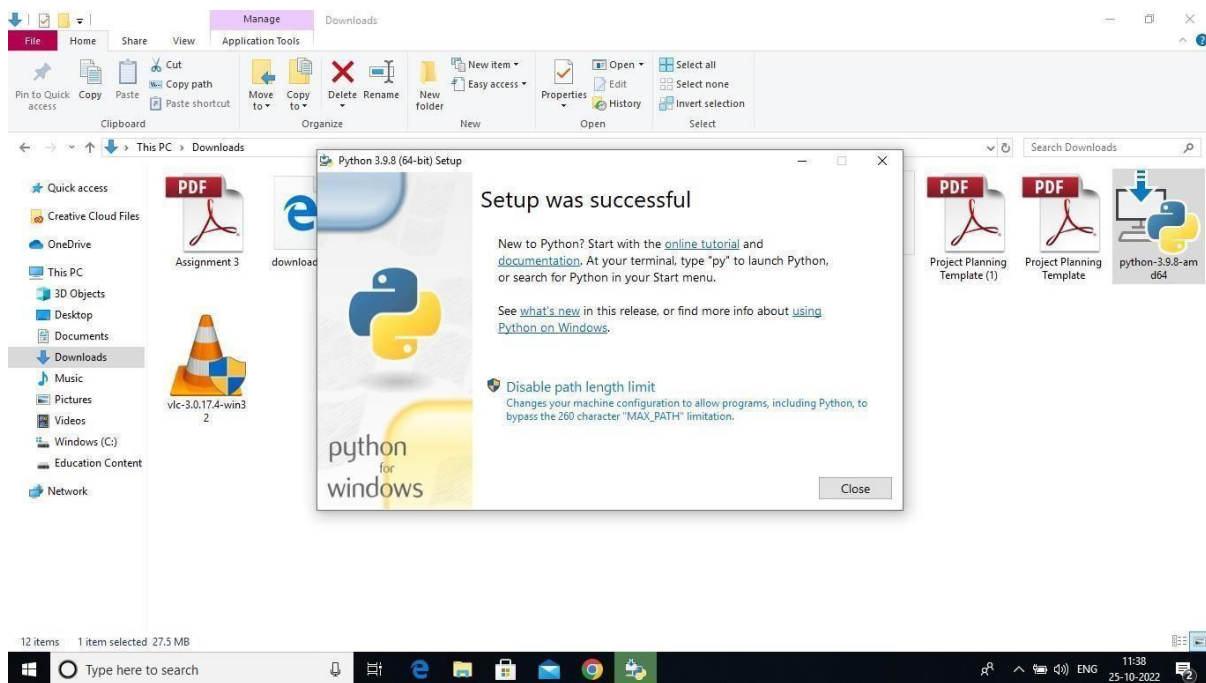 Manage
Downloads
File
Home
Share
View
Application Tools
Pin to Quick access
Copy
Paste
Cut
Copy path
Paste shortcut
Clipboard
Move to
Copy to
Delete
Rename
Organize
New folder
New item
Easy access
New
Properties
Open
Edit
History
Open
Select all
Select none
Invert selection
Select
This PC > Downloads
Search Downloads
Quick access
Creative Cloud Files
OneDrive
This PC
3D Objects
Desktop
Documents
Downloads
Music
Pictures
Videos
Windows (C:)
Education Content
Network
PDF
Assignment 3
download
vlc-3.0.17.4-win3
2
Python 3.9.8 (64-bit) Setup
Setup was successful
New to Python? Start with the online tutorial and
documentation. At your terminal, type "py" to launch Python,
or search for Python in your Start menu.
See what's new in this release, or find more info about using
Python on Windows.
Disable path length limit
Changes your machine configuration to allow programs, including Python, to
bypass the 260 character "MAX_PATH" limitation.
python
for
windows
Close
PDF
Project Planning
Template (1)
PDF
Project Planning
Template
python-3.9.8-am
d64
12 items
1 item selected
27.5 MB
Type here to search
ENG
11:38
25-10-2022
2